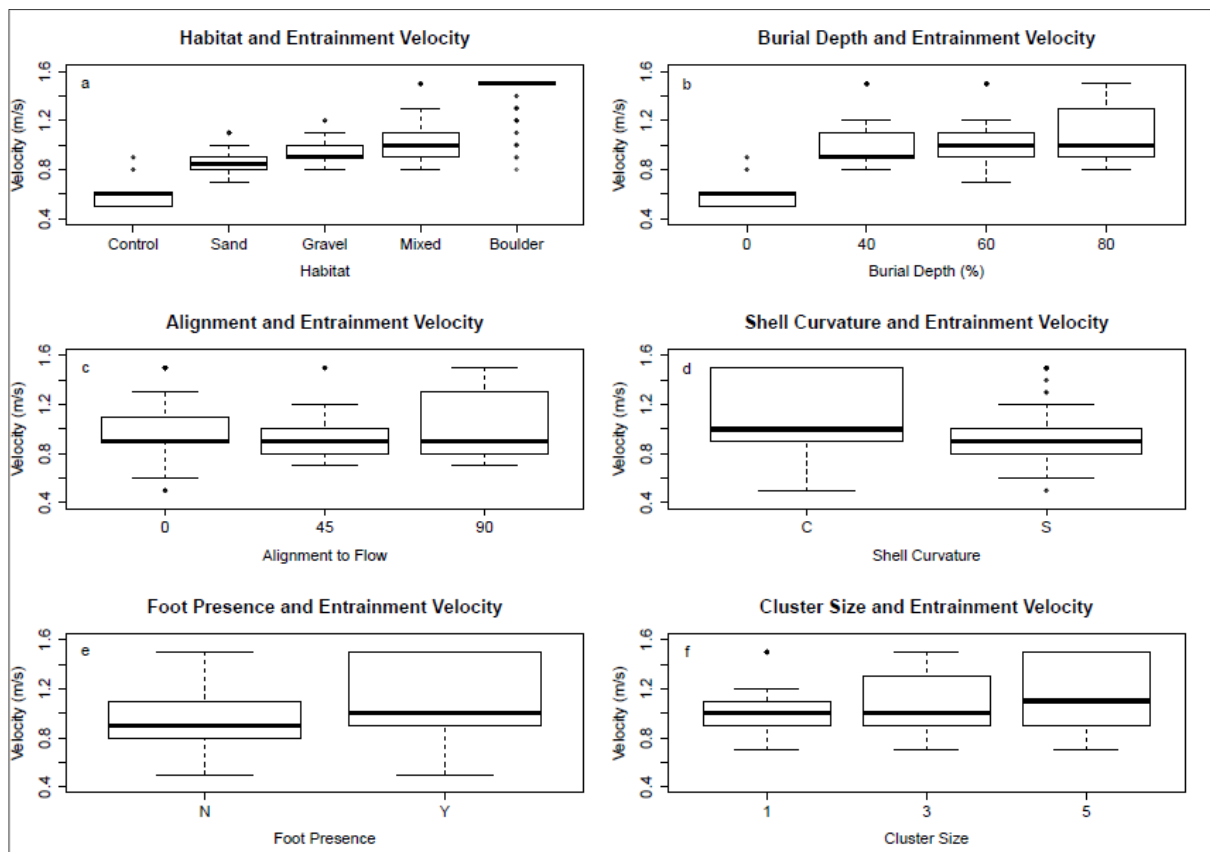 Habitat and Entrainment Velocity
a
Velocity (m/s)
1.6
1.2
0.8
0.4
Control Sand Gravel Mixed Boulder
Habitat
Burial Depth and Entrainment Velocity
b
Velocity (m/s)
1.6
1.2
0.8
0.4
0 40 60 80
Burial Depth (%)
Alignment and Entrainment Velocity
c
Velocity (m/s)
1.6
1.2
0.8
0.4
0 45 90
Alignment to Flow
Shell Curvature and Entrainment Velocity
d
Velocity (m/s)
1.6
1.2
0.8
0.4
C S
Shell Curvature
Foot Presence and Entrainment Velocity
e
Velocity (m/s)
1.6
1.2
0.8
0.4
N Y
Foot Presence
Cluster Size and Entrainment Velocity
f
Velocity (m/s)
1.6
1.2
0.8
0.4
1 3 5
Cluster Size